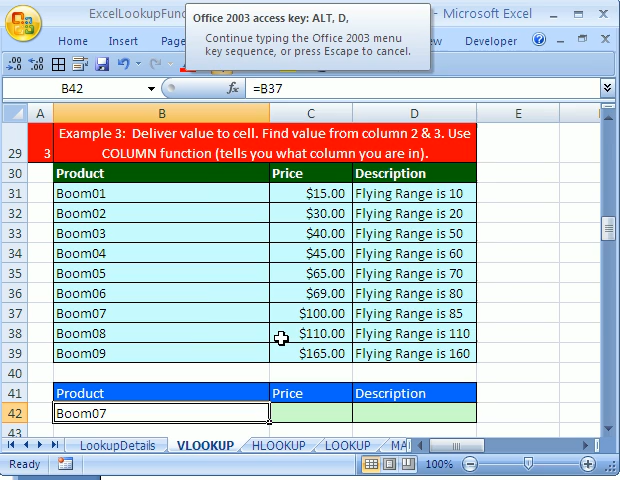 ExcelLookupFun
Microsoft Excel
Office 2003 access key: ALT, D,
Continue typing the Office 2003 menu
key sequence, or press Escape to cancel.
Home Insert Developer
B42 fx =B37
A B C D E
29 3 Example 3: Deliver value to cell. Find value from column 2 & 3. Use
COLUMN function (tells you what column you are in).
30 Product Price Description
31 Boom01 $15.00 Flying Range is 10
32 Boom02 $30.00 Flying Range is 20
33 Boom03 $40.00 Flying Range is 50
34 Boom04 $45.00 Flying Range is 60
35 Boom05 $65.00 Flying Range is 70
36 Boom06 $69.00 Flying Range is 80
37 Boom07 $100.00 Flying Range is 85
38 Boom08 $110.00 Flying Range is 110
39 Boom09 $165.00 Flying Range is 160
40
41 Product Price Description
42 Boom07
43
LookupDetails VLOOKUP HLOOKUP LOOKUP MA
Ready 100%